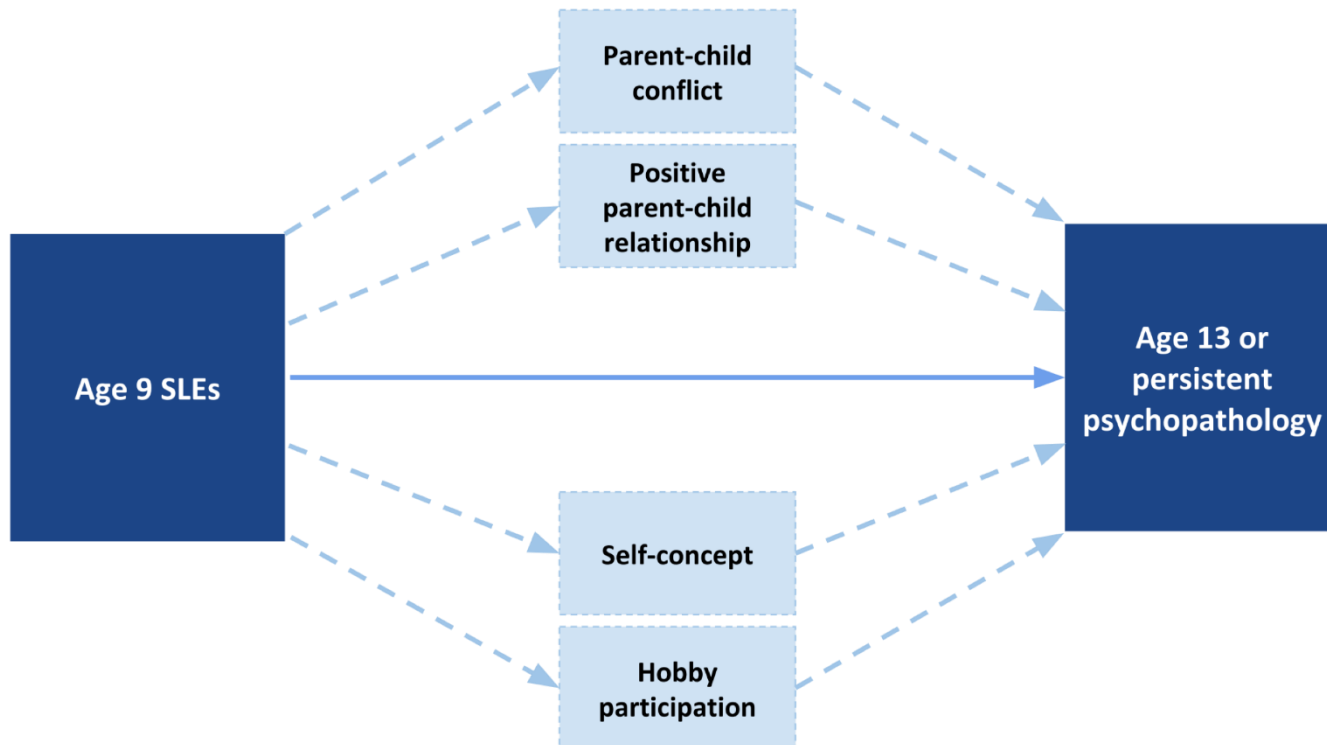 Parent-child
conflict
Positive
parent-child
relationship
Age 9 SLEs
Age 13 or
persistent
psychopathology
Self-concept
Hobby
participation